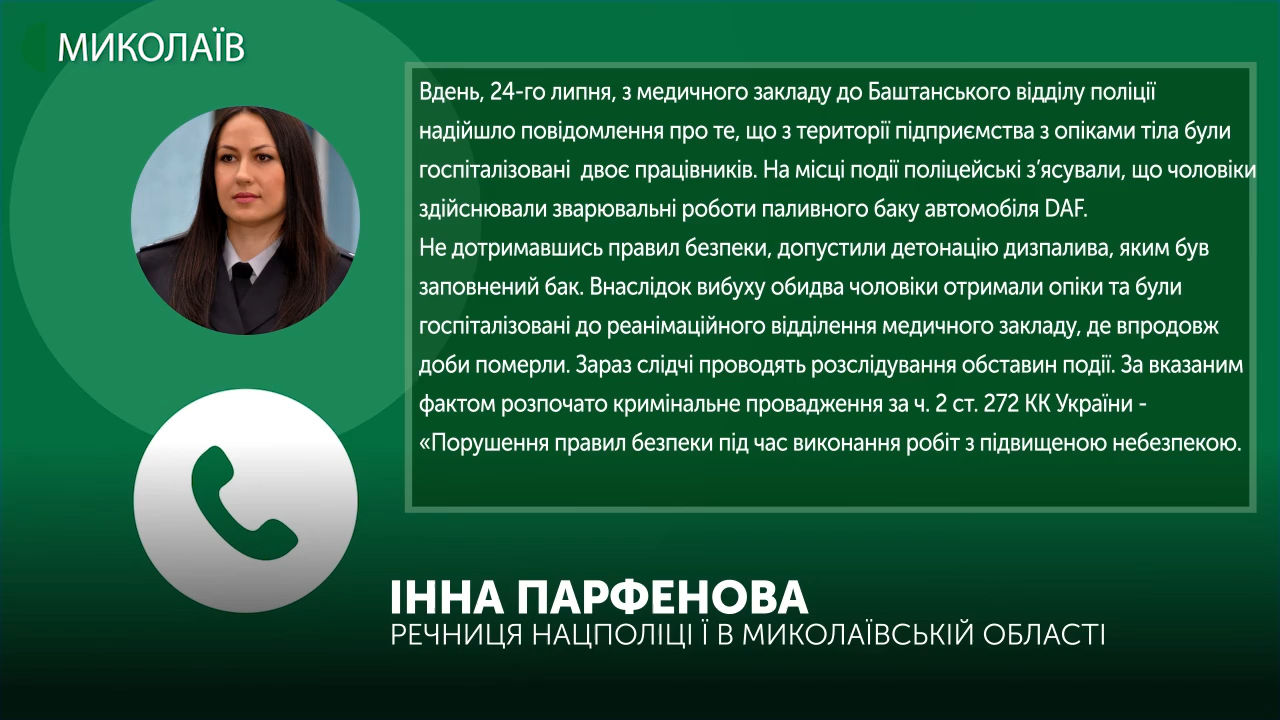 МИКОЛАЇВ
Вдень, 24-го липня, з медичного закладу до Баштанського відділу поліції
надійшло повідомлення про те, що з території підприємства з опіками тіла були
госпіталізовані  двоє працівників. На місці події поліцейські з’ясували, що чоловіки
здійснювали зварювальні роботи паливного баку автомобіля DAF.
Не дотримавшись правил безпеки, допустили детонацію дизпалива, яким був
заповнений бак. Внаслідок вибуху обидва чоловіки отримали опіки та були
госпіталізовані до реанімаційного відділення медичного закладу, де впродовж
доби померли. Зараз слідчі проводять розслідування обставин події. За вказаним
фактом розпочато кримінальне провадження за ч. 2 ст. 272 КК України -
«Порушення правил безпеки під час виконання робіт з підвищеною небезпекою.
ІННА ПАРФЕНОВА
РЕЧНИЦЯ НАЦПОЛІЦІ Ї В МИКОЛАЇВСЬКІЙ ОБЛАСТІ